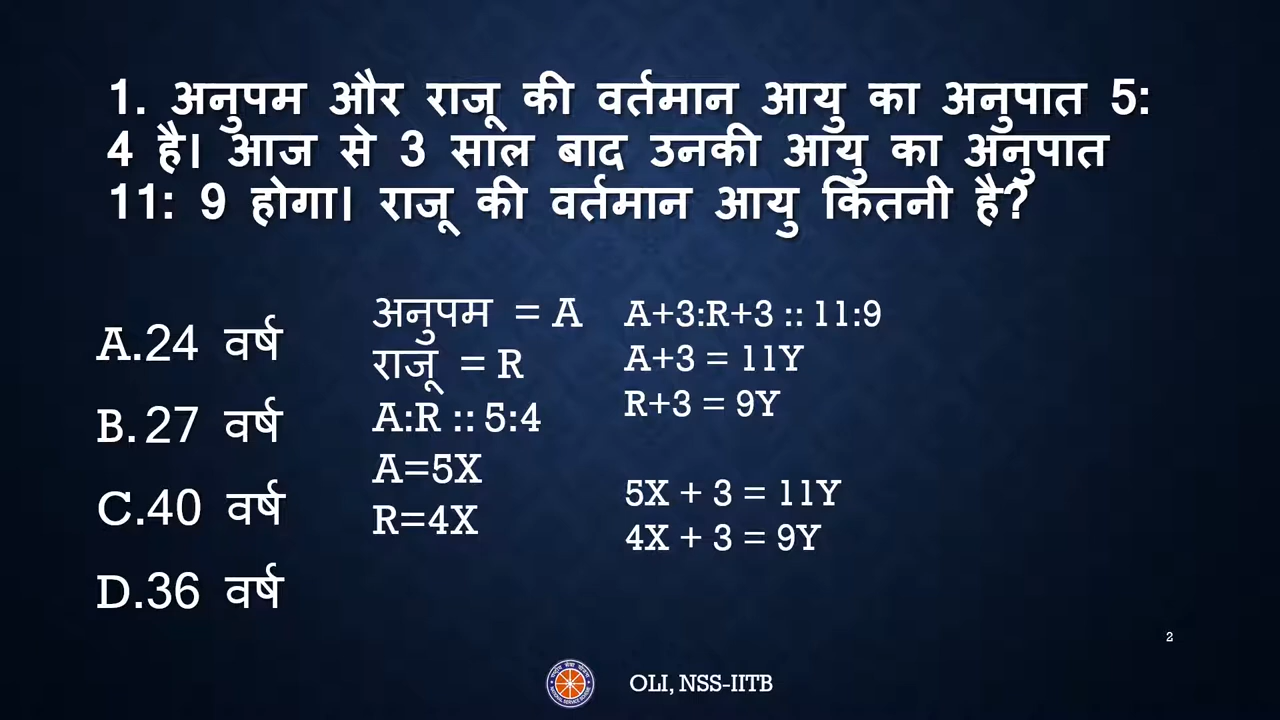 1. अनुपम और राजू की वर्तमान आयु का अनुपात 5:
4 है। आज से 3 साल बाद उनकी आयु का अनुपात
11: 9 होगा। राजू की वर्तमान आयु कितनी है?
A.24 वर्ष
B.27 वर्ष
C.40 वर्ष
D.36 वर्ष
अनुपम = A
राजू = R
A:R :: 5:4
A=5X
R=4X
A+3:R+3 :: 11:9
A+3 = 11Y
R+3 = 9Y
5X + 3 = 11Y
4X + 3 = 9Y
2
OLI, NSS-IITB